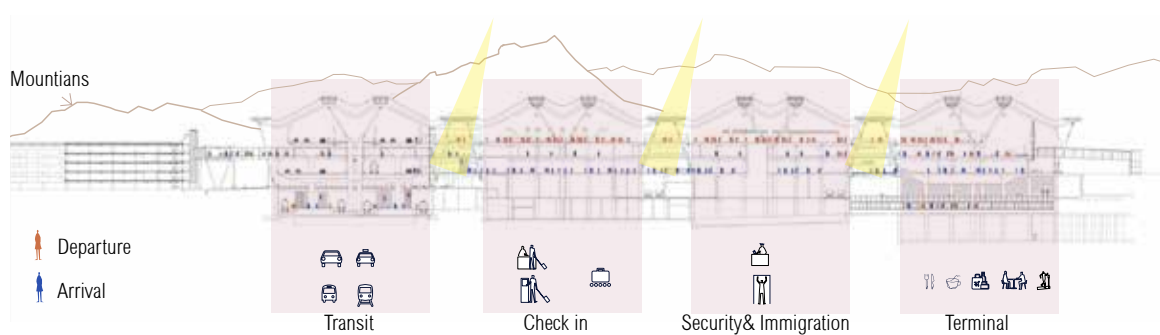 Mountians
Departure
Arrival
Transit
Check in
Security& Immigration
Terminal